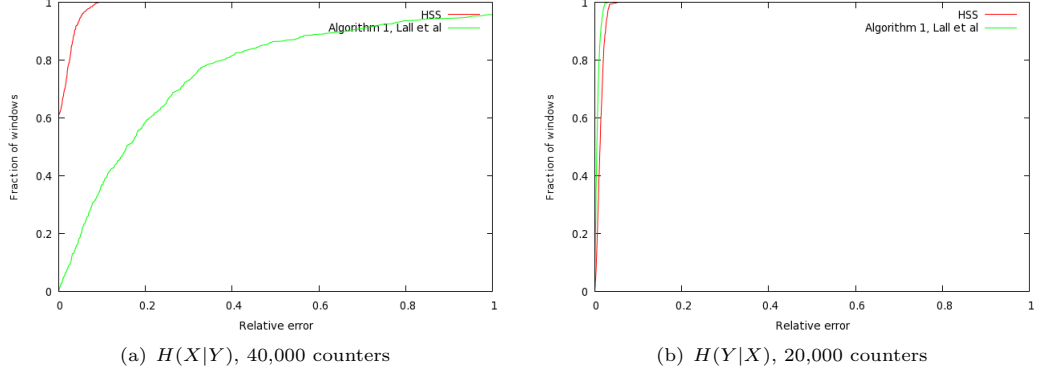 1
0.8
0.6
0.4
0.2
0
Fraction of windows
HSS
Algorithm 1, Lall et al
0 0.2 0.4 0.6 0.8 1
Relative error
(a) H(X|Y), 40,000 counters
1
0.8
0.6
0.4
0.2
0
Fraction of windows
HSS
Algorithm 1, Lall et al
0 0.2 0.4 0.6 0.8 1
Relative error
(b) H(Y|X), 20,000 counters